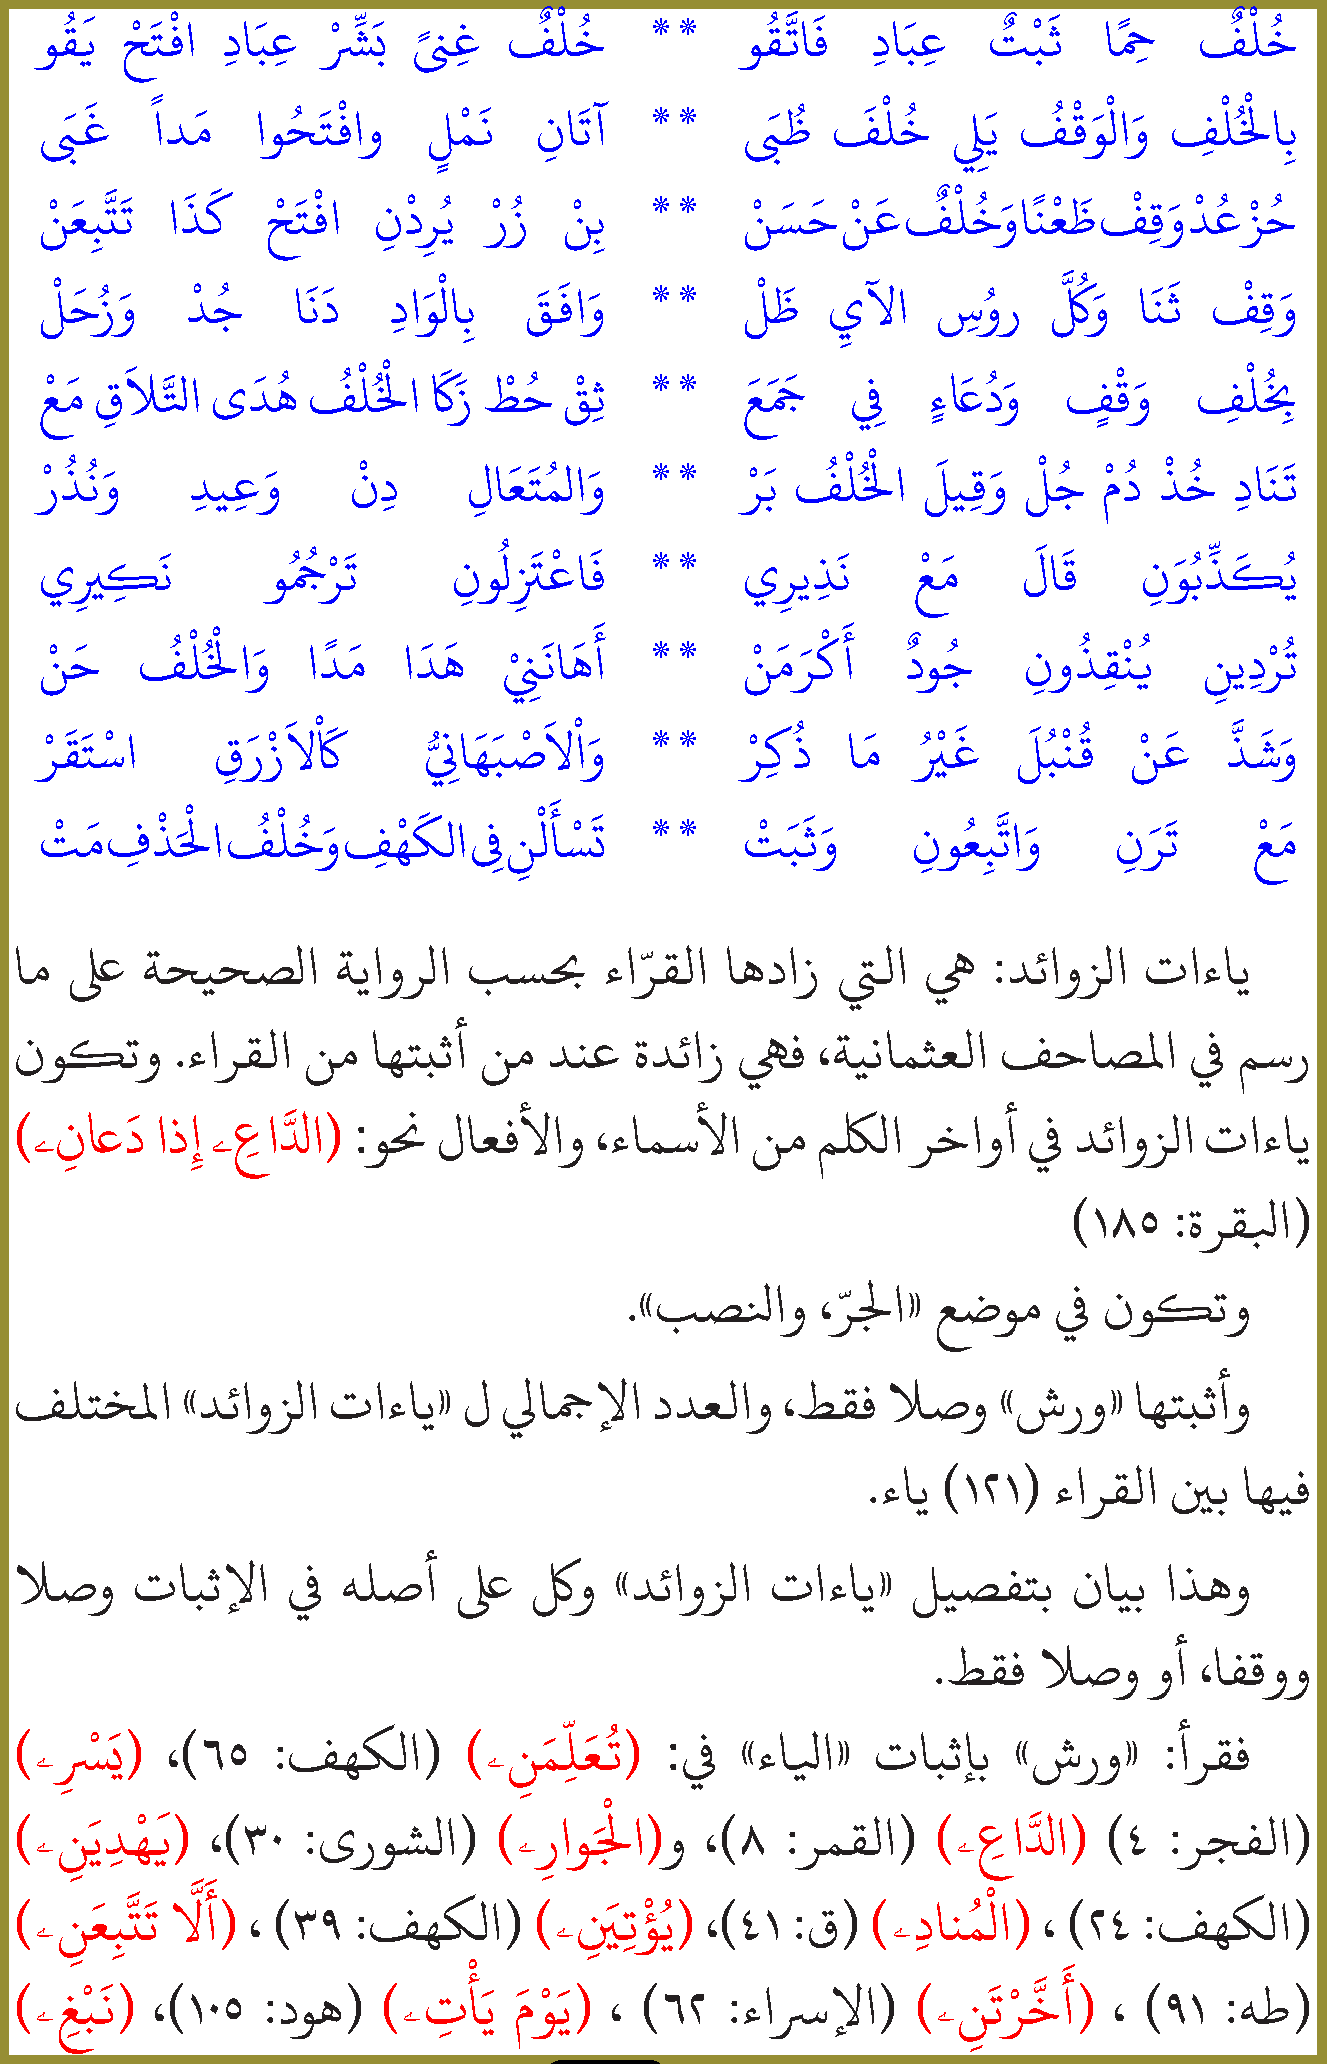 خُلْفٌ حِمًا ثَبْتٌ عِبَادِ فَاتَّقُو ** خُلْفٌ غِنىً بَشِّرْ عِبَادِ افْتَحْ يَقُو
بِالْخُلْفِ وَالْوَقْفُ يَلِي خُلْفَ ظُبَى ** آتَانِ نَمْلٍ وافْتَحُوا مَداً غَبَى
حُزْ عُدْ وَقِفْ ظَعْنًا وَخُلْفٌ عَنْ حَسَنْ ** بِنْ زُرْ يُرِدْنِ افْتَحْ كَذَا تَتَّبِعَنْ
وَقِفْ ثَنَا وَكُلَّ روُسِ الآيِ ظَلْ ** وَافَقَ بِالْوَادِ دَنَا جُدْ وَزُحَلْ
بِخُلْفِ وَقْفٍ وَدُعَاءٍ فِي جَمَعَ ** ثِقْ حُطْ زَكَا الْخُلْفُ هُدَى التَّلاَقِ مَعْ
تَنَادِ خُذْ دُمْ جُلْ وَقِيلَ الْخُلْفُ بَرْ ** وَالمُتَعَالِ دِنْ وَعِيدِ وَنُذُرْ
يُكَذِّبُوَنِ قَالَ مَعْ نَذِيرِي ** فَاعْتَزِلُونِ تَرْجُمُو نَكِيرِي
تُرْدِينِ يُنْقِذُونِ جُودٌ أَكْرَمَنْ ** أَهَانَنِيْ هَدَا مَدًا وَالْخُلْفُ حَنْ
وَشَذَّ عَنْ قُنْبُلَ غَيْرُ مَا ذُكِرْ ** وَاْلاَصْبَهَانِيُّ كَاْلاَزْرَقِ اسْتَقَرْ
مَعْ تَرَنِ وَاتَّبِعُونِ وَثَبَتْ ** تَسْأَلْنِ فِى الكَهْفِ وَخُلْفُ الْحَذْفِ مَتْ
ياءات الزوائد: هي التي زادها القرّاء بحسب الرواية الصحيحة على ما
رسم في المصاحف العثمانية، فهي زائدة عند من أثبتها من القراء. وتكون
ياءات الزوائد في أواخر الكلم من الأسماء، والأفعال نحو: (الدَّاعِۦ إِذا دَعانِۦ)
(البقرة: ١٨٥)
وتكون في موضع «الجرّ، والنصب».
وأثبتها «ورش» وصلا فقط، والعدد الإجمالي ل «ياءات الزوائد» المختلف
فيها بين القراء (١٢١) ياء.
وهذا بيان بتفصيل «ياءات الزوائد» وكل على أصله في الإثبات وصلا
ووقفا، أو وصلا فقط.
فقرأ: «ورش» بإثبات «الياء» في: (تُعَلِّمَنِۦ) (الكهف: ٦٥)، (يَسْرِۦ)
(الفجر: ٤) (الدَّاعِۦ) (القمر: ٨)، و(الْجَوارِۦ) (الشورى: ٣٠)، (يَهْدِيَنِۦ)
(الكهف: ٢٤) ، (الْمُنادِۦ) (ق: ٤١)، (يُؤْتِيَنِۦ) (الكهف: ٣٩) ، (أَلَّا تَتَّبِعَنِۦ)
(طه: ٩١) ، (أَخَّرْتَنِۦ) (الإسراء: ٦٢) ، (يَوْمَ يَأْتِۦ) (هود: ١٠٥)، (نَبْغِۦ)